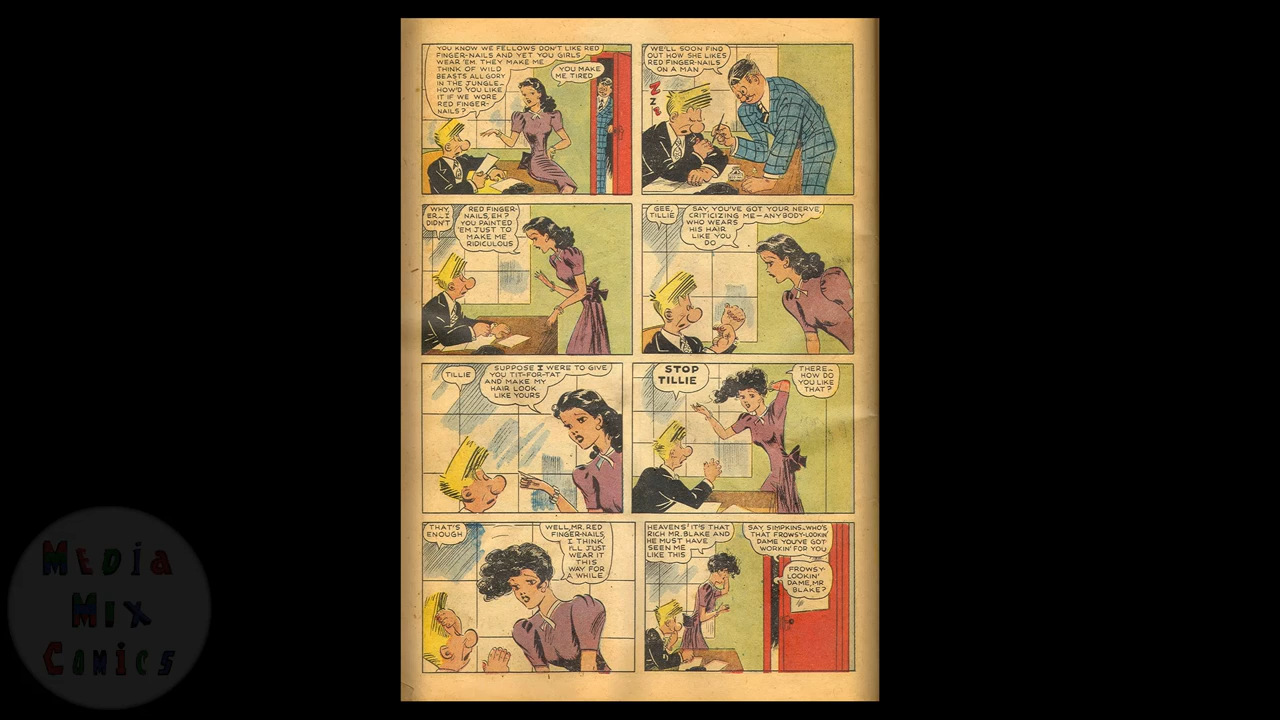 YOU KNOW WE FELLOWS DON'T LIKE RED
FINGER-NAILS AND YET YOU GIRLS
WEAR 'EM. THEY MAKE ME
THINK OF WILD
BEASTS ALL GORY
IN THE JUNGLE-
HOW'D YOU LIKE
IT IF WE WORE
RED FINGER-
NAILS?
YOU MAKE
ME TIRED
WE'LL SOON FIND
OUT HOW SHE LIKES
RED FINGER-NAILS
ON A MAN
Z
Z
Z
WHY,
ER-I
DIDN'T
RED FINGER-
NAILS, EH?
YOU PAINTED
'EM JUST TO
MAKE ME
RIDICULOUS
GEE,
TILLIE
SAY, YOU'VE GOT YOUR NERVE
CRITICIZING ME-ANYBODY
WHO WEARS
HIS HAIR
LIKE YOU
DO
TILLIE
SUPPOSE I WERE TO GIVE
YOU TIT-FOR-TAT
AND MAKE MY
HAIR LOOK
LIKE YOURS
STOP
TILLIE
THERE-
HOW DO
YOU LIKE
THAT?
THAT'S
ENOUGH
WELL, MR. RED
FINGER-NAILS,
I THINK
I'LL JUST
WEAR IT
THIS
WAY FOR
A WHILE
HEAVENS! IT'S THAT
RICH MR. BLAKE AND
HE MUST HAVE
SEEN ME
LIKE THIS
SAY, SIMPKINS-WHO'S
THAT FROWSY-LOOKIN'
DAME YOU'VE GOT
WORKIN' FOR YOU
FROWSY-
LOOKIN'
DAME, MR.
BLAKE?
MEDiA
MIX
COMiCS